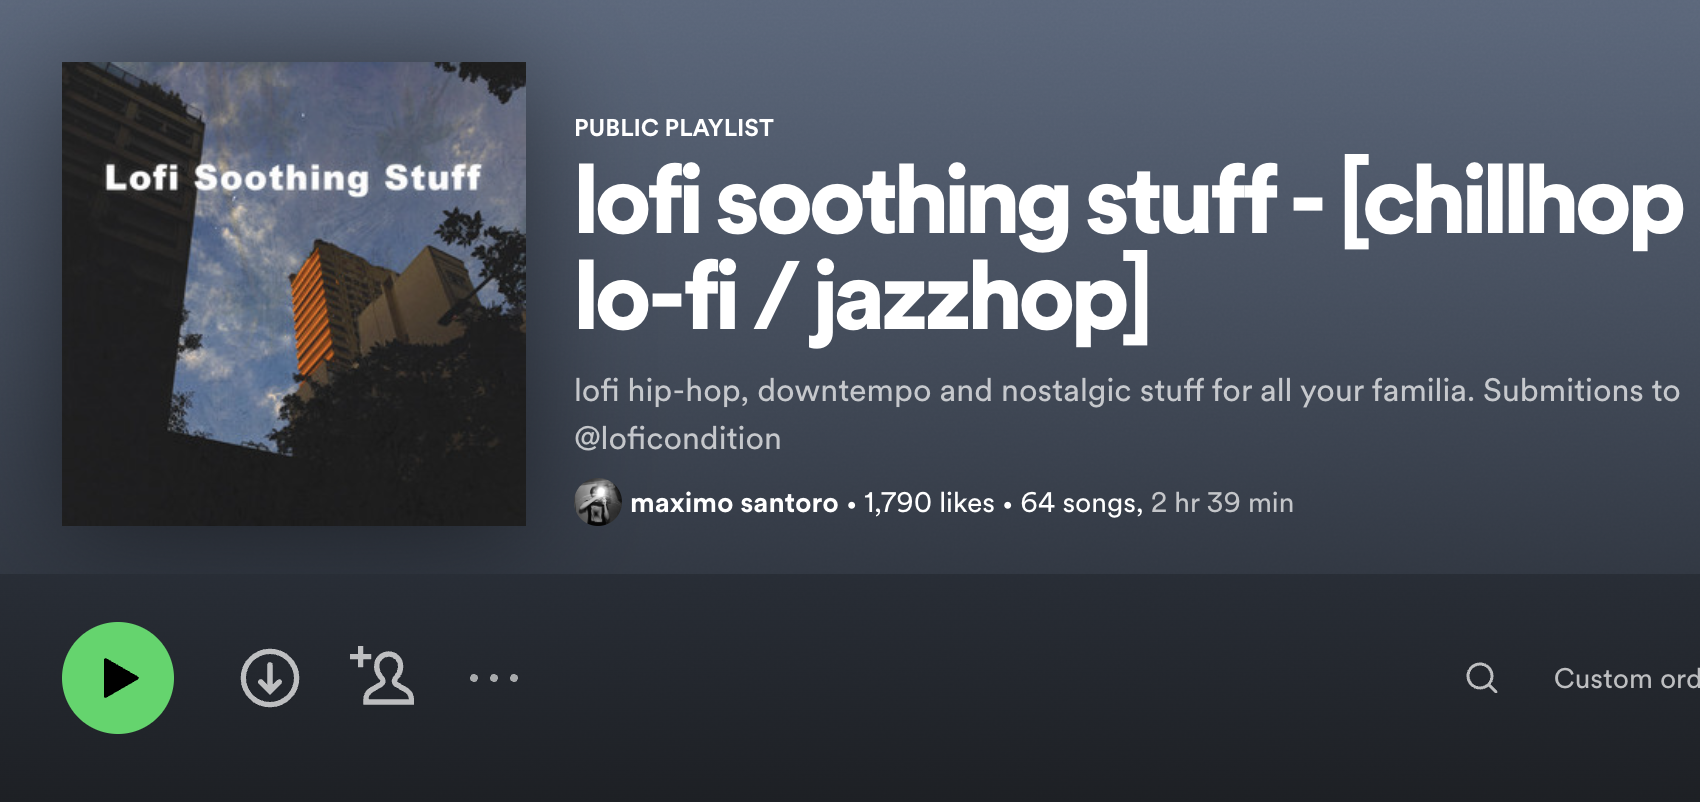 Lofi Soothing Stuff
PUBLIC PLAYLIST
lofi soothing stuff - [chillhop
lo-fi / jazzhop]
lofi hip-hop, downtempo and nostalgic stuff for all your familia. Submitions to
@loficondition
maximo santoro • 1,790 likes • 64 songs, 2 hr 39 min
Custom ord